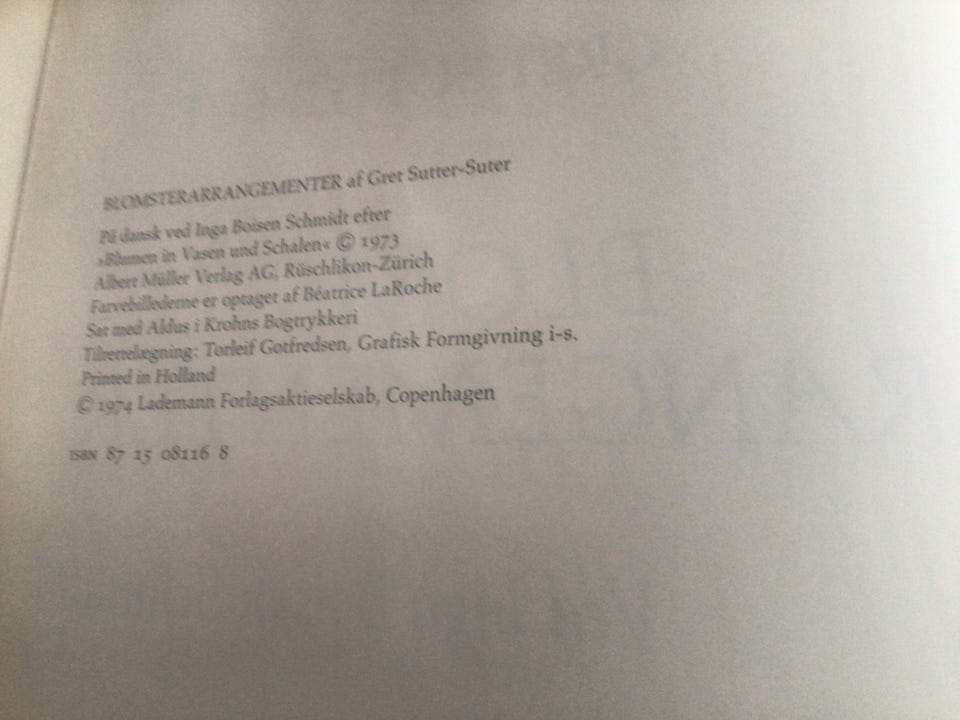 BLOMSTERARRANGEMENTER af Gret Sutter-Suter
På dansk ved Inga Boisen Schmidt efter
»Blumen in Vasen und Schalen« © 1973
Albert Müller Verlag AG, Rüschlikon-Zürich
Farvebillederne er optaget af Béatrice LaRoche
Sat med Aldus i Krohns Bogtrykkeri
Tilrettelægning: Torleif Gotfredsen, Grafisk Formgivning i-s.
Printed in Holland
© 1974 Lademann Forlagsaktieselskab, Copenhagen
ISBN 87 15 08116 8